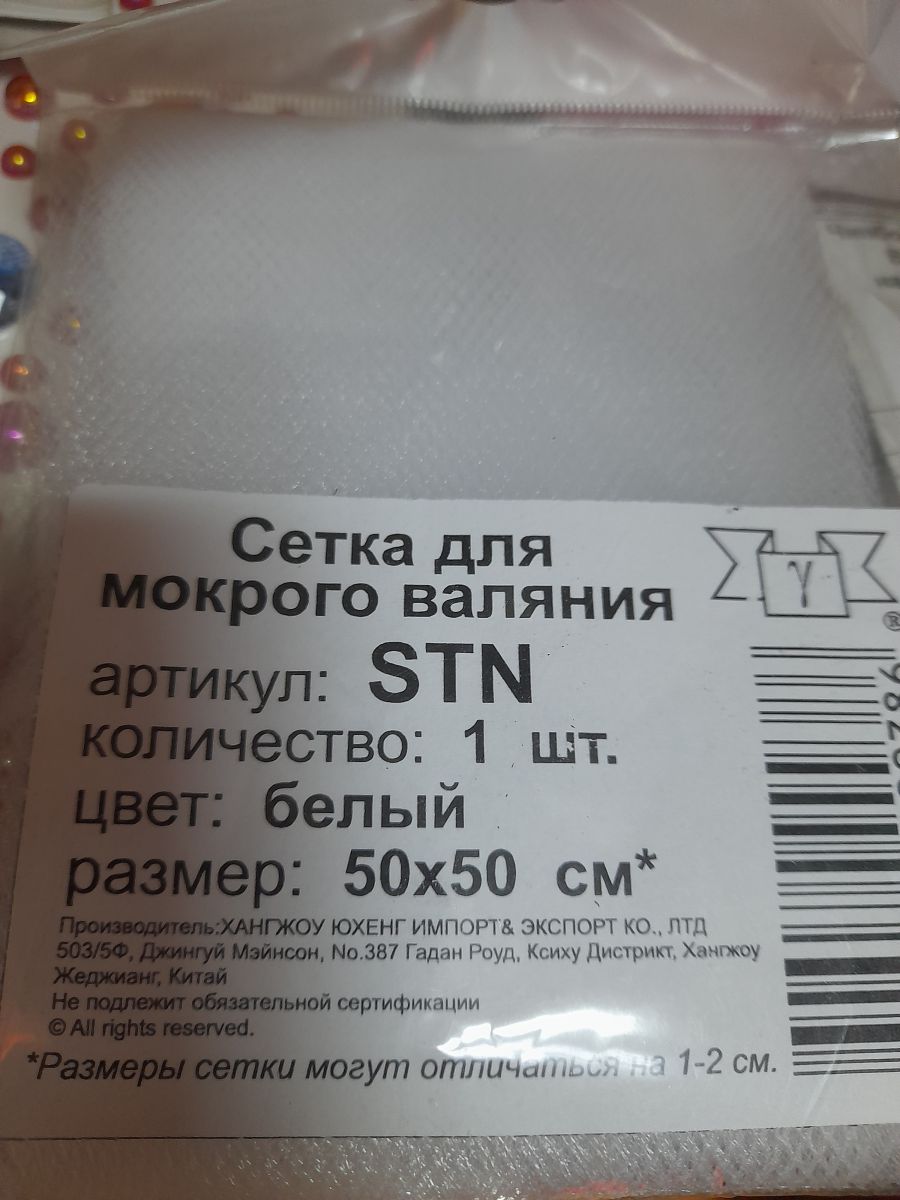 Сетка для
мокрого валяния
γ
®
артикул: STN
количество: 1 шт.
цвет: белый
размер: 50х50 см*
Производитель:ХАНГЖОУ ЮХЕНГ ИМПОРТ& ЭКСПОРТ КО., ЛТД
503/5Ф, Джингуй Мэйнсон, No.387 Гадан Роуд, Ксиху Дистрикт, Хангжоу
Жеджианг, Китай
Не подлежит обязательной сертификации
© All rights reserved.
*Размеры сетки могут отличаться на 1-2 см.